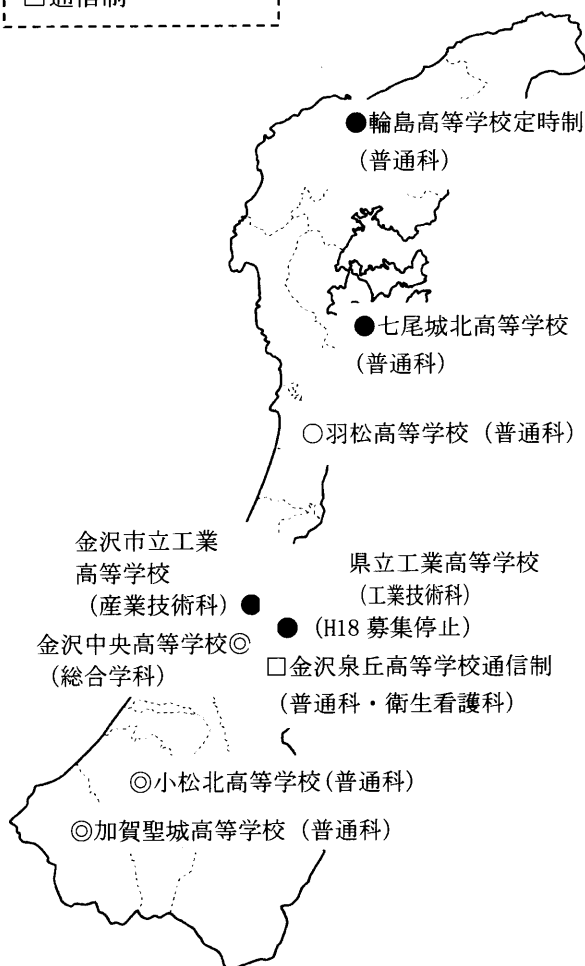 □通信制
●輪島高等学校定時制
(普通科)
●七尾城北高等学校
(普通科)
○羽松高等学校（普通科）
金沢市立工業
高等学校
(産業技術科)●
県立工業高等学校
(工業技術科)
●(H18 募集停止)
金沢中央高等学校◎
(総合学科)
□金沢泉丘高等学校通信制
(普通科・衛生看護科)
◎小松北高等学校(普通科)
◎加賀聖城高等学校（普通科）